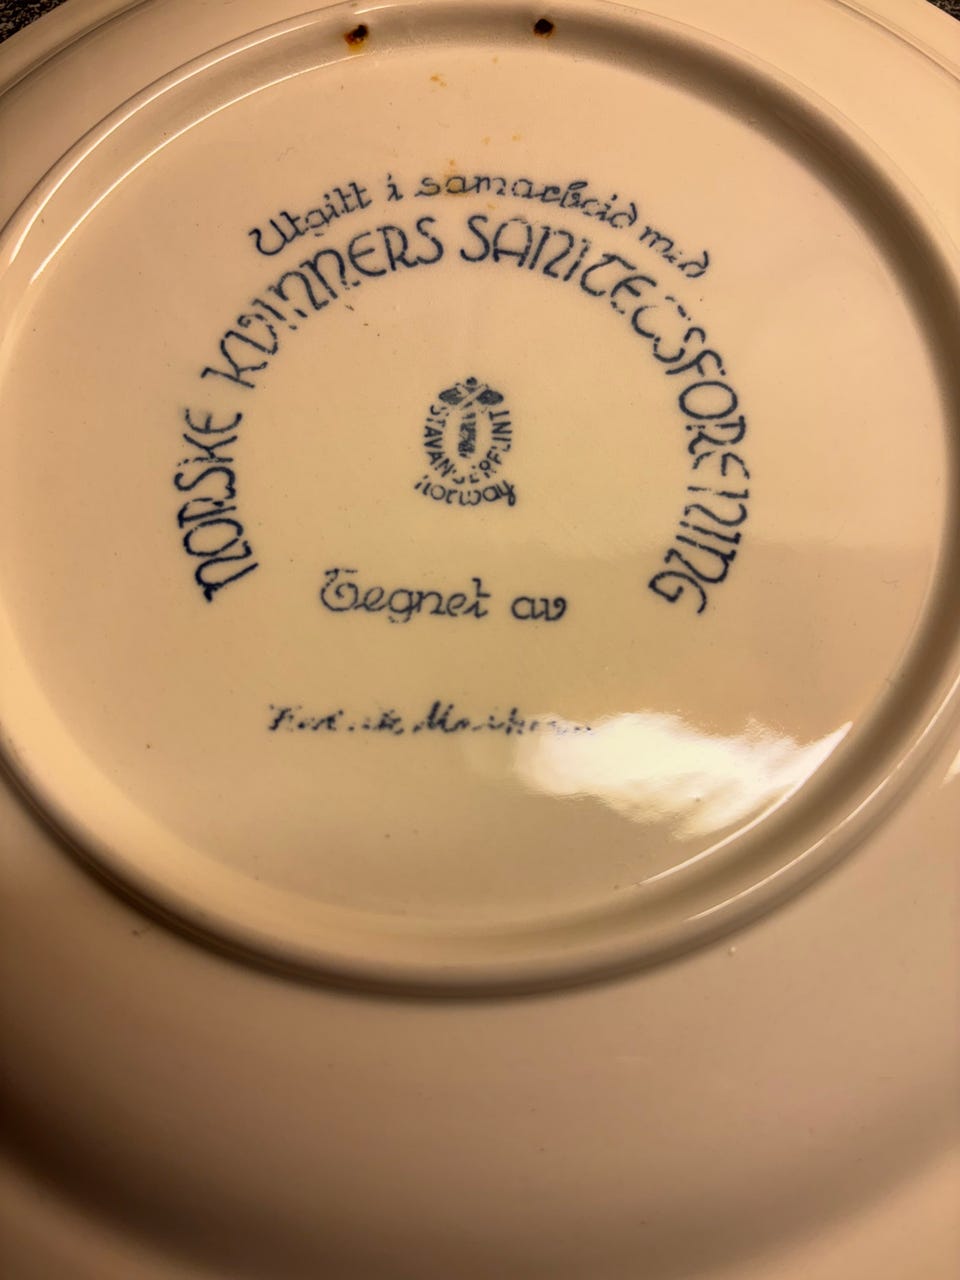 Utgitt i samarbeid med
NORSKE KVINNERS SANITETSFORENING
STAVANGERFLINT
norway
Tegnet av